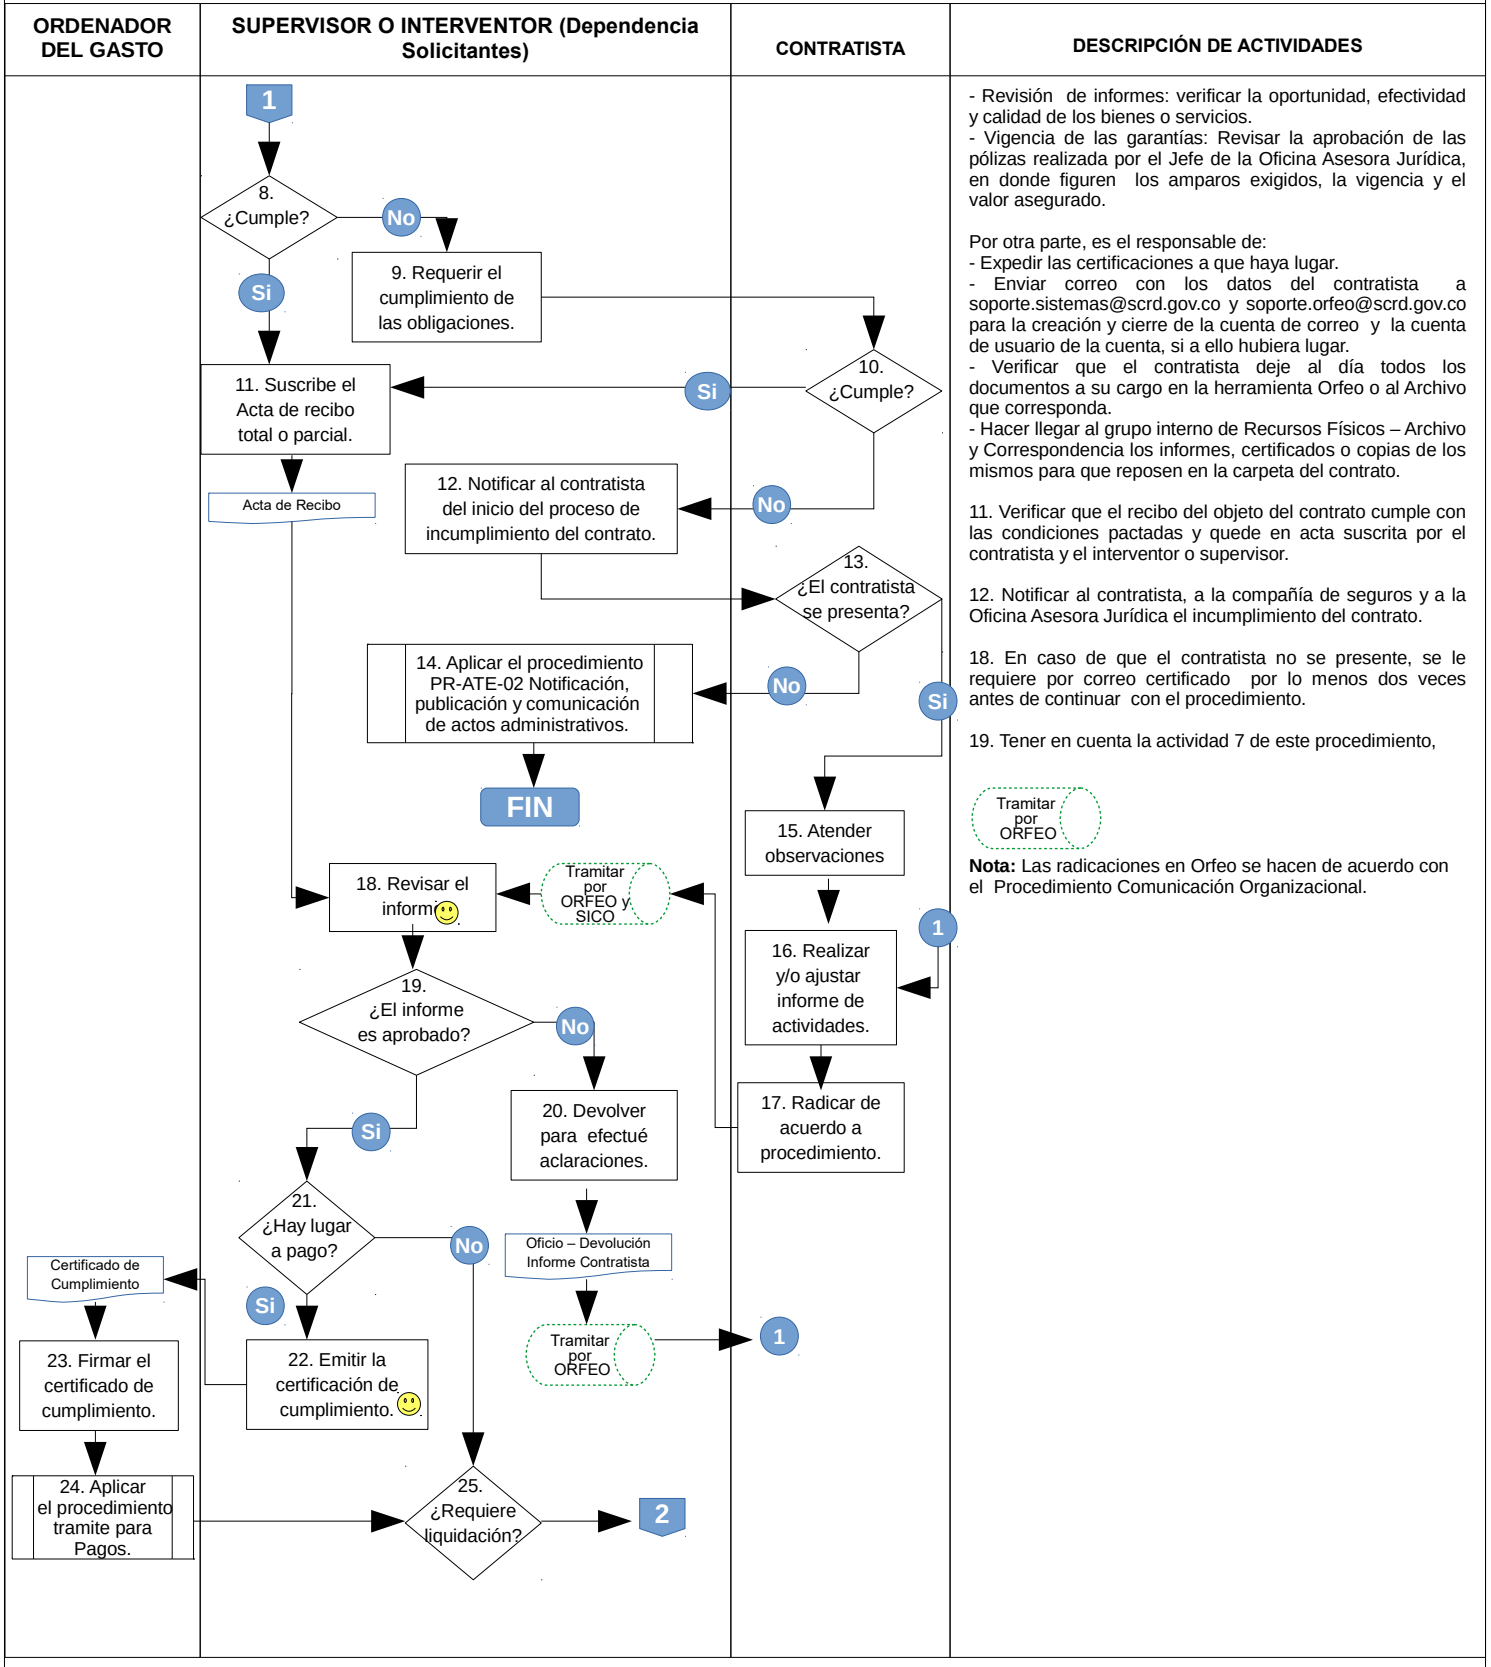 ORDENADOR
DEL GASTO
SUPERVISOR O INTERVENTOR (Dependencia
Solicitantes)
CONTRATISTA
DESCRIPCIÓN DE ACTIVIDADES
1
8.
¿Cumple?
No
Si
9. Requerir el
cumplimiento de
las obligaciones.
10.
¿Cumple?
Si
11. Suscribe el
Acta de recibo
total o parcial.
Acta de Recibo
12. Notificar al contratista
del inicio del proceso de
incumplimiento del contrato.
No
13.
¿El contratista
se presenta?
14. Aplicar el procedimiento
PR-ATE-02 Notificación,
publicación y comunicación
de actos administrativos.
No
Si
FIN
15. Atender
observaciones
18. Revisar el
informe
Tramitar
por
ORFEO y
SICO
1
16. Realizar
y/o ajustar
informe de
actividades.
19.
¿El informe
es aprobado?
No
Si
17. Radicar de
acuerdo a
procedimiento.
20. Devolver
para efectué
aclaraciones.
21.
¿Hay lugar
a pago?
No
Si
Oficio – Devolución
Informe Contratista
Certificado de
Cumplimiento
Tramitar
por
ORFEO
1
22. Emitir la
certificación de
cumplimiento.
23. Firmar el
certificado de
cumplimiento.
24. Aplicar
el procedimiento
tramite para
Pagos.
25.
¿Requiere
liquidación?
2
- Revisión de informes: verificar la oportunidad, efectividad
y calidad de los bienes o servicios.
- Vigencia de las garantías: Revisar la aprobación de las
pólizas realizada por el Jefe de la Oficina Asesora Jurídica,
en donde figuren los amparos exigidos, la vigencia y el
valor asegurado.
Por otra parte, es el responsable de:
- Expedir las certificaciones a que haya lugar.
- Enviar correo con los datos del contratista a
soporte.sistemas@scrd.gov.co y soporte.orfeo@scrd.gov.co
para la creación y cierre de la cuenta de correo y la cuenta
de usuario de la cuenta, si a ello hubiera lugar.
- Verificar que el contratista deje al día todos los
documentos a su cargo en la herramienta Orfeo o al Archivo
que corresponda.
- Hacer llegar al grupo interno de Recursos Físicos – Archivo
y Correspondencia los informes, certificados o copias de los
mismos para que reposen en la carpeta del contrato.
11. Verificar que el recibo del objeto del contrato cumple con
las condiciones pactadas y quede en acta suscrita por el
contratista y el interventor o supervisor.
12. Notificar al contratista, a la compañía de seguros y a la
Oficina Asesora Jurídica el incumplimiento del contrato.
18. En caso de que el contratista no se presente, se le
requiere por correo certificado por lo menos dos veces
antes de continuar con el procedimiento.
19. Tener en cuenta la actividad 7 de este procedimiento,
Tramitar
por
ORFEO
Nota: Las radicaciones en Orfeo se hacen de acuerdo con
el Procedimiento Comunicación Organizacional.